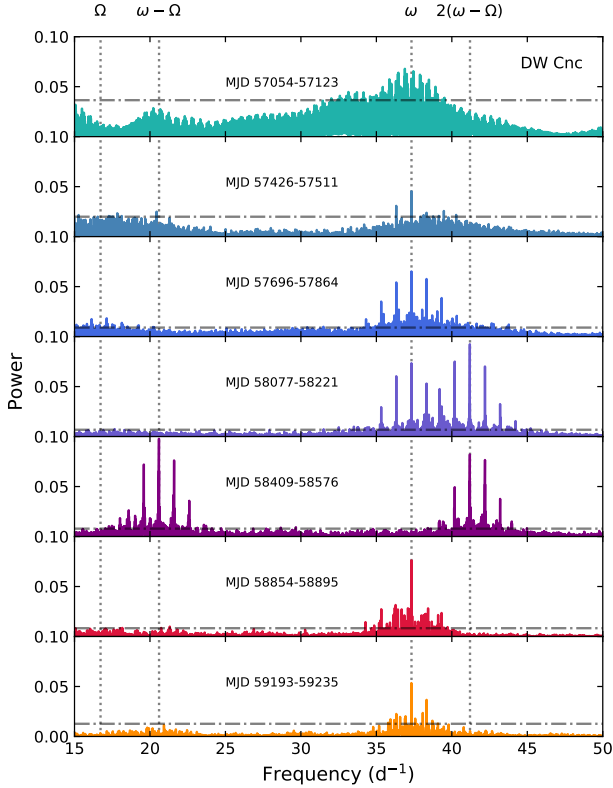 Ω ω − Ω ω 2(ω−Ω)
0.10
DW Cnc
MJD 57054-57123
0.05
0.10
MJD 57426-57511
0.05
0.10
MJD 57696-57864
0.05
0.10
MJD 58077-58221
0.05
0.10
MJD 58409-58576
0.05
0.10
MJD 58854-58895
0.05
0.10
MJD 59193-59235
0.05
0.00
15 20 25 30 35 40 45 50
Frequency (d⁻¹)
Power